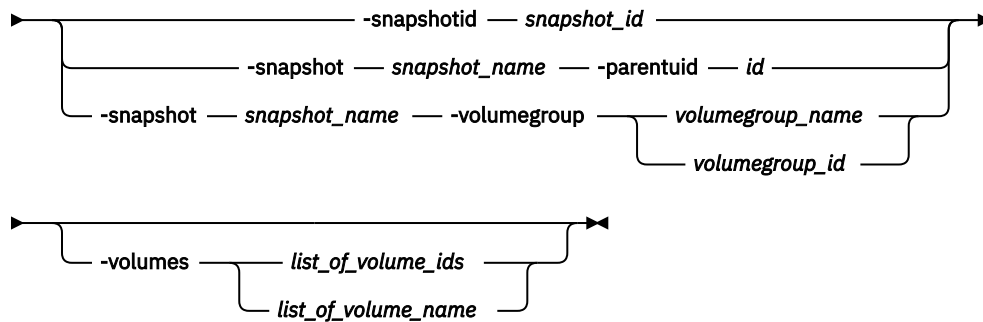 -snapshotid snapshot_id
-snapshot snapshot_name -parentuid id
-snapshot snapshot_name -volumegroup volumegroup_name
volumegroup_id
-volumes list_of_volume_ids
list_of_volume_name